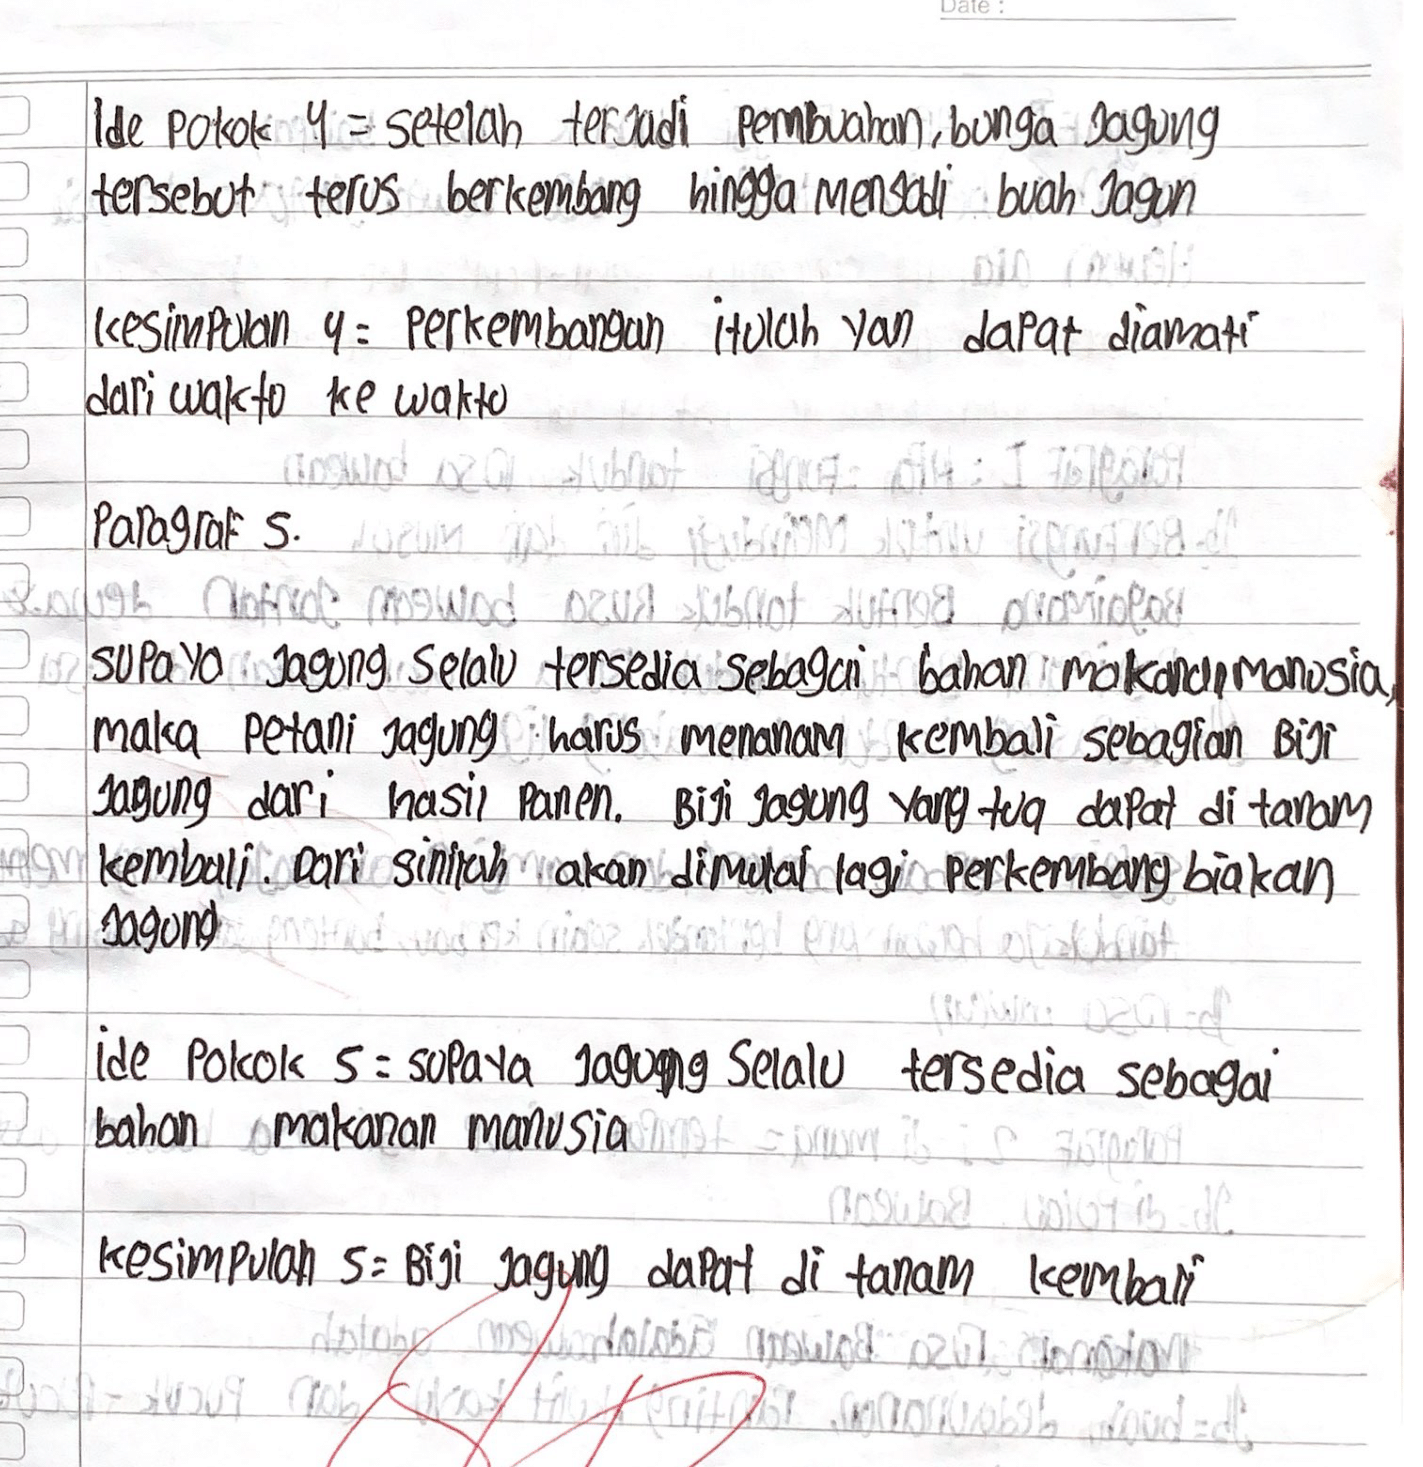 Date :
Ide Pokok 4 = setelah terjadi Pembuahan, bunga Jagung
tersebut terus berkembang hingga menjadi buah Jagun
kesimpulan 4 = Perkembangan itulah yan dapat diamati
dari wakto ke wakto
Paragraf 5.
supaya Jagung Selalu tersedia sebagai bahan makanan manusia,
maka Petani Jagung harus menanam kembali sebagian Biji
Jagung dari hasil Panen. Biji Jagung yang tua dapat di tanam
kembali. Dari sinilah akan dimulai lagi Perkembang biakan
Jagong
ide Pokok 5 = supaya Jagung Selalu tersedia sebagai
bahan makanan manusia
kesimpulan 5 = Biji Jagung dapat di tanam kembali